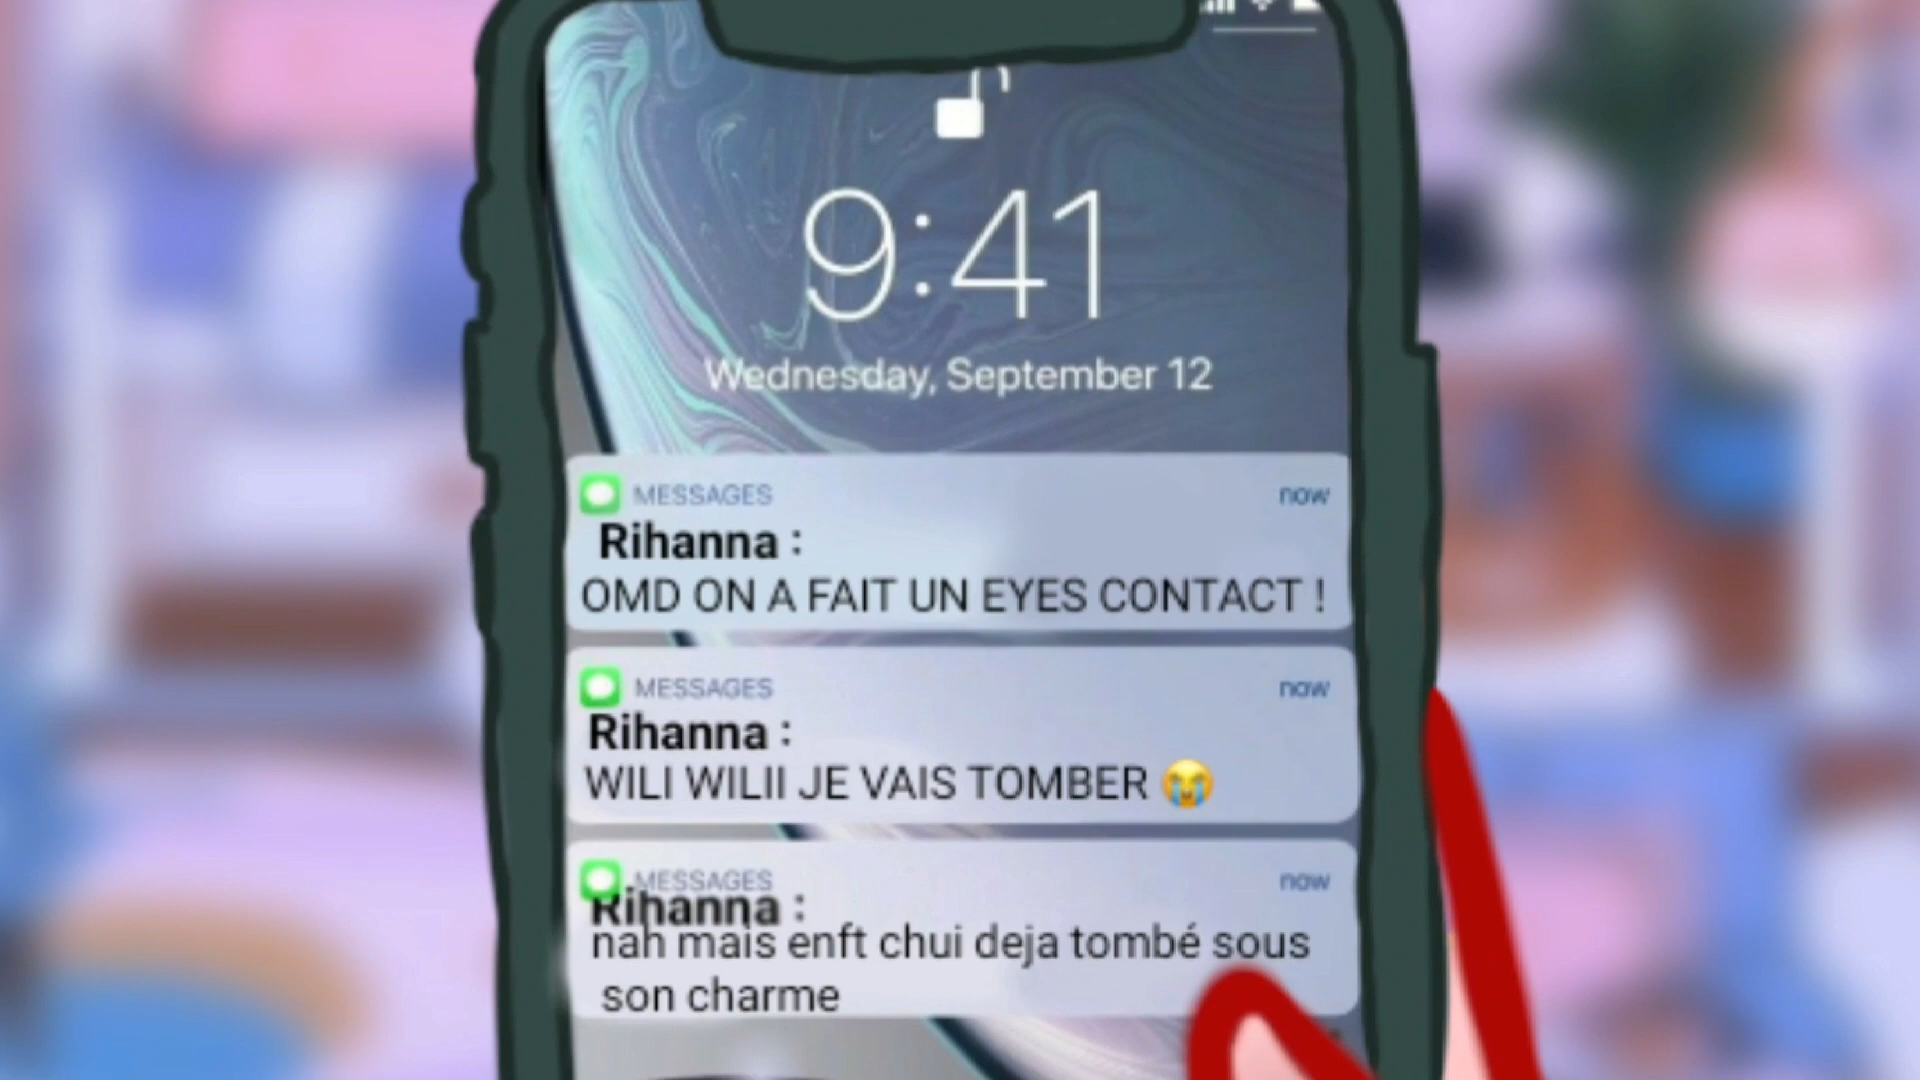 9:41
Wednesday, September 12
MESSAGES now
Rihanna :
OMD ON A FAIT UN EYES CONTACT !
MESSAGES now
Rihanna :
WILI WILII JE VAIS TOMBER 😭
MESSAGES now
Rihanna :
nah mais enft chui deja tombé sous
son charme